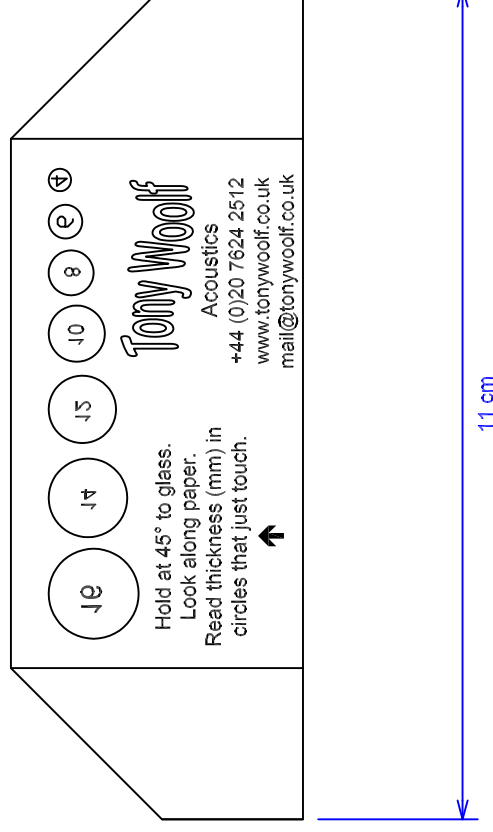 4
6
8
10
12
14
16
Tony Woolf
Acoustics
+44 (0)20 7624 2512
www.tonywoolf.co.uk
mail@tonywoolf.co.uk
Hold at 45° to glass.
Look along paper.
Read thickness (mm) in
circles that just touch.
11 cm